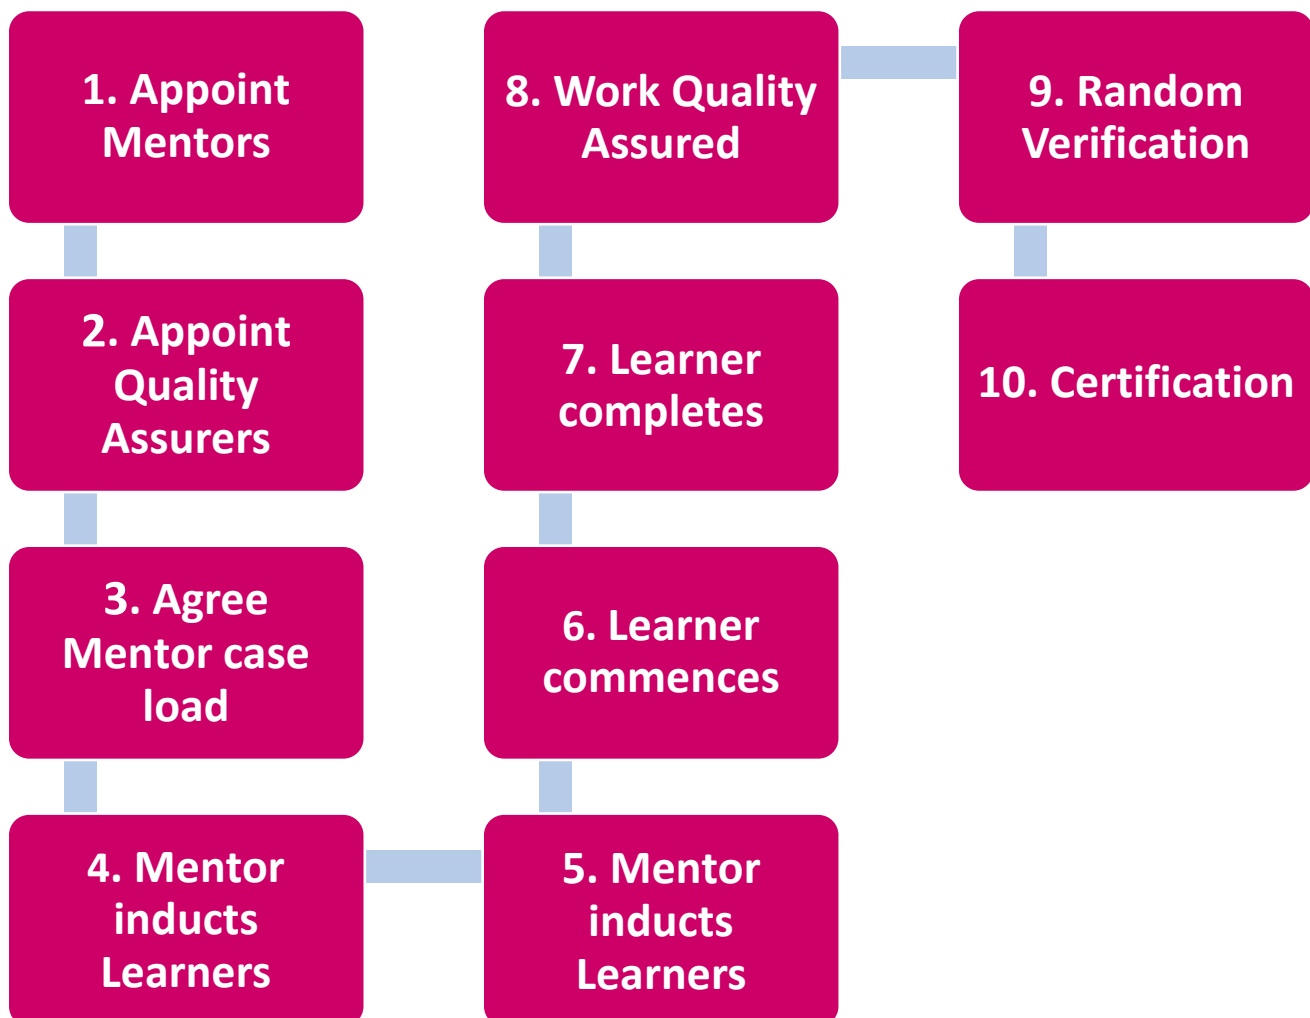 1. Appoint
Mentors
2. Appoint
Quality
Assurers
3. Agree
Mentor case
load
4. Mentor
inducts
Learners
5. Mentor
inducts
Learners
6. Learner
commences
7. Learner
completes
8. Work Quality
Assured
9. Random
Verification
10. Certification